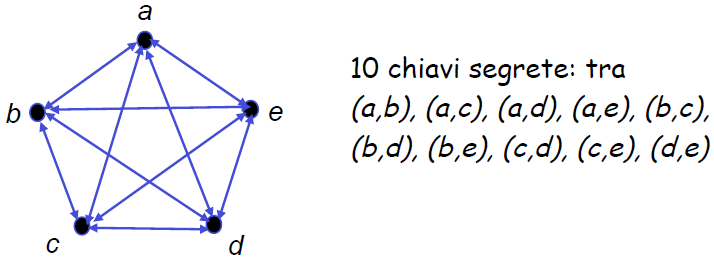 a
10 chiavi segrete: tra
b
e
(a,b), (a,c), (a,d), (a,e), (b,c),
(b,d), (b,e), (c,d), (c,e), (d,e)
c
d